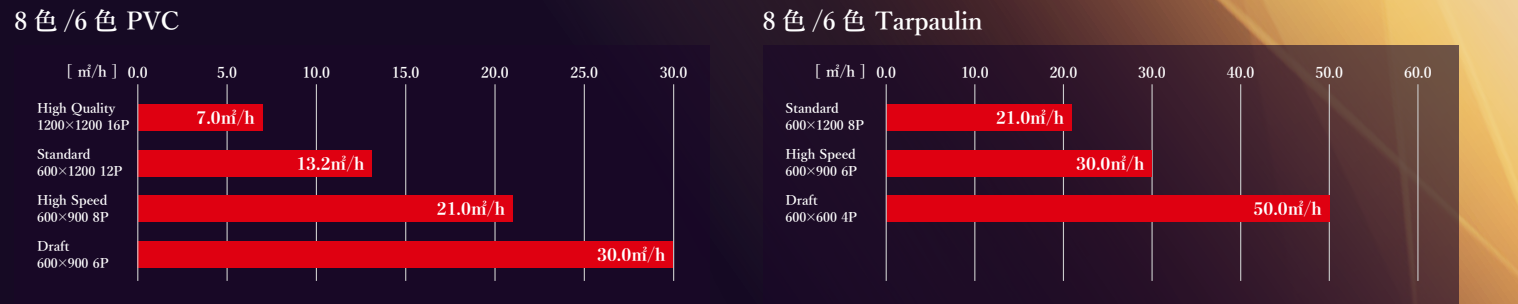 8 色 /6 色 PVC
[ ㎡/h ] 0.0 5.0 10.0 15.0 20.0 25.0 30.0
High Quality
1200×1200 16P
7.0㎡/h
Standard
600×1200 12P
13.2㎡/h
High Speed
600×900 8P
21.0㎡/h
Draft
600×900 6P
30.0㎡/h
8 色 /6 色 Tarpaulin
[ ㎡/h ] 0.0 10.0 20.0 30.0 40.0 50.0 60.0
Standard
600×1200 8P
21.0㎡/h
High Speed
600×900 6P
30.0㎡/h
Draft
600×600 4P
50.0㎡/h